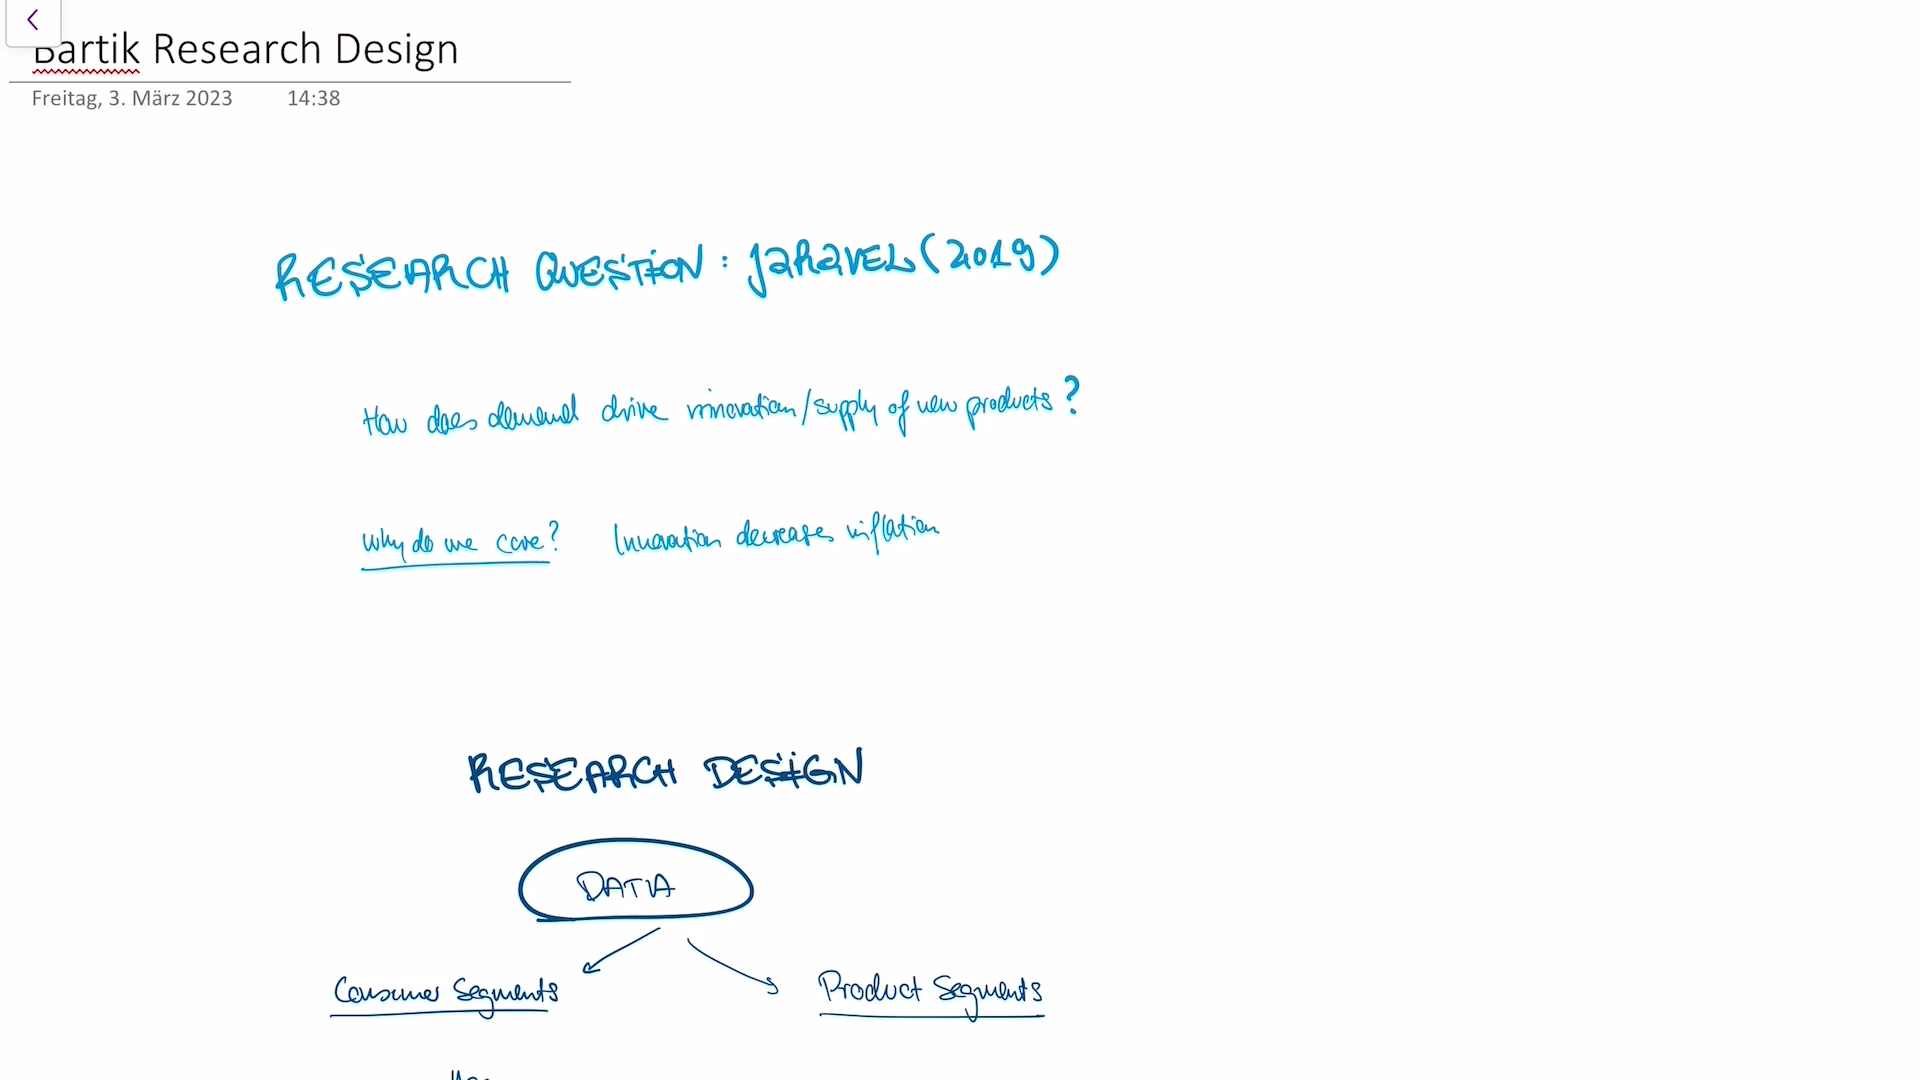 Bartik Research Design
Freitag, 3. März 2023 14:38
RESEARCH QUESTION: JARAVEL (2019)
How does demand drive innovation/supply of new products?
Why do we care? Innovation decreases inflation
RESEARCH DESIGN
DATA
Consumer Segments Product Segments